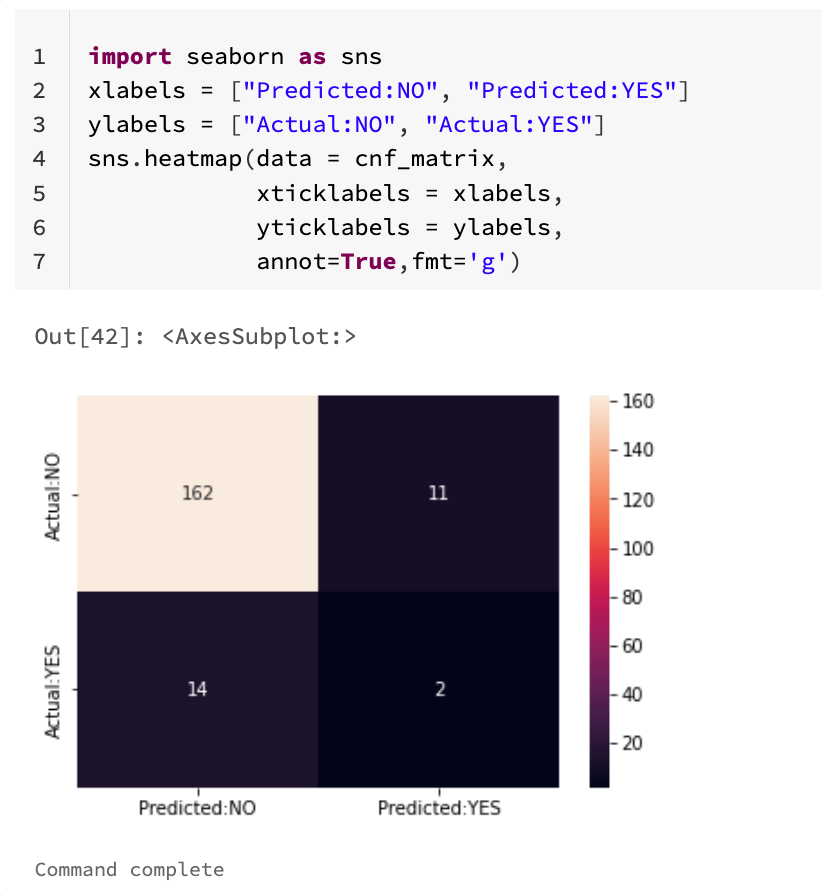 1 import seaborn as sns
2 xlabels = ["Predicted:NO", "Predicted:YES"]
3 ylabels = ["Actual:NO", "Actual:YES"]
4 sns.heatmap(data = cnf_matrix,
5             xticklabels = xlabels,
6             yticklabels = ylabels,
7             annot=True,fmt='g')
Out[42]: <AxesSubplot:>
Actual:NO
162
11
Actual:YES
14
2
Predicted:NO
Predicted:YES
160
140
120
100
80
60
40
20
Command complete